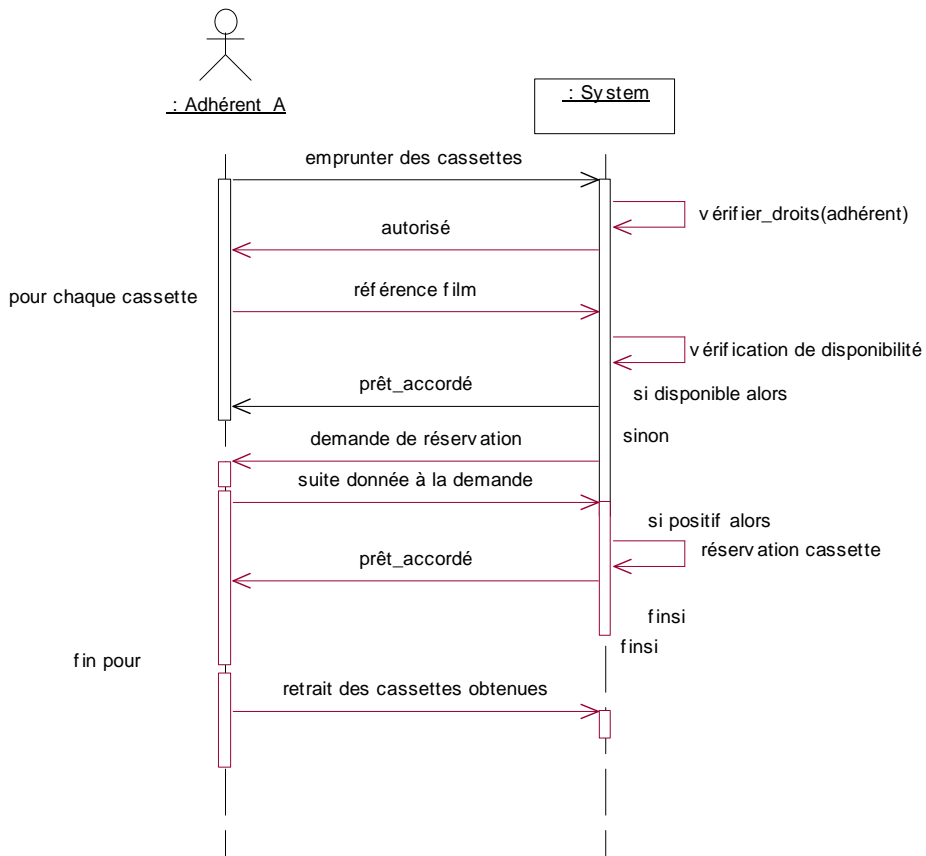 : Adhérent_A
: System
emprunter des cassettes
vérifier_droits(adhérent)
autorisé
pour chaque cassette
référence film
vérification de disponibilité
prêt_accordé
si disponible alors
sinon
demande de réservation
suite donnée à la demande
si positif alors
réservation cassette
prêt_accordé
finsi
finsi
fin pour
retrait des cassettes obtenues